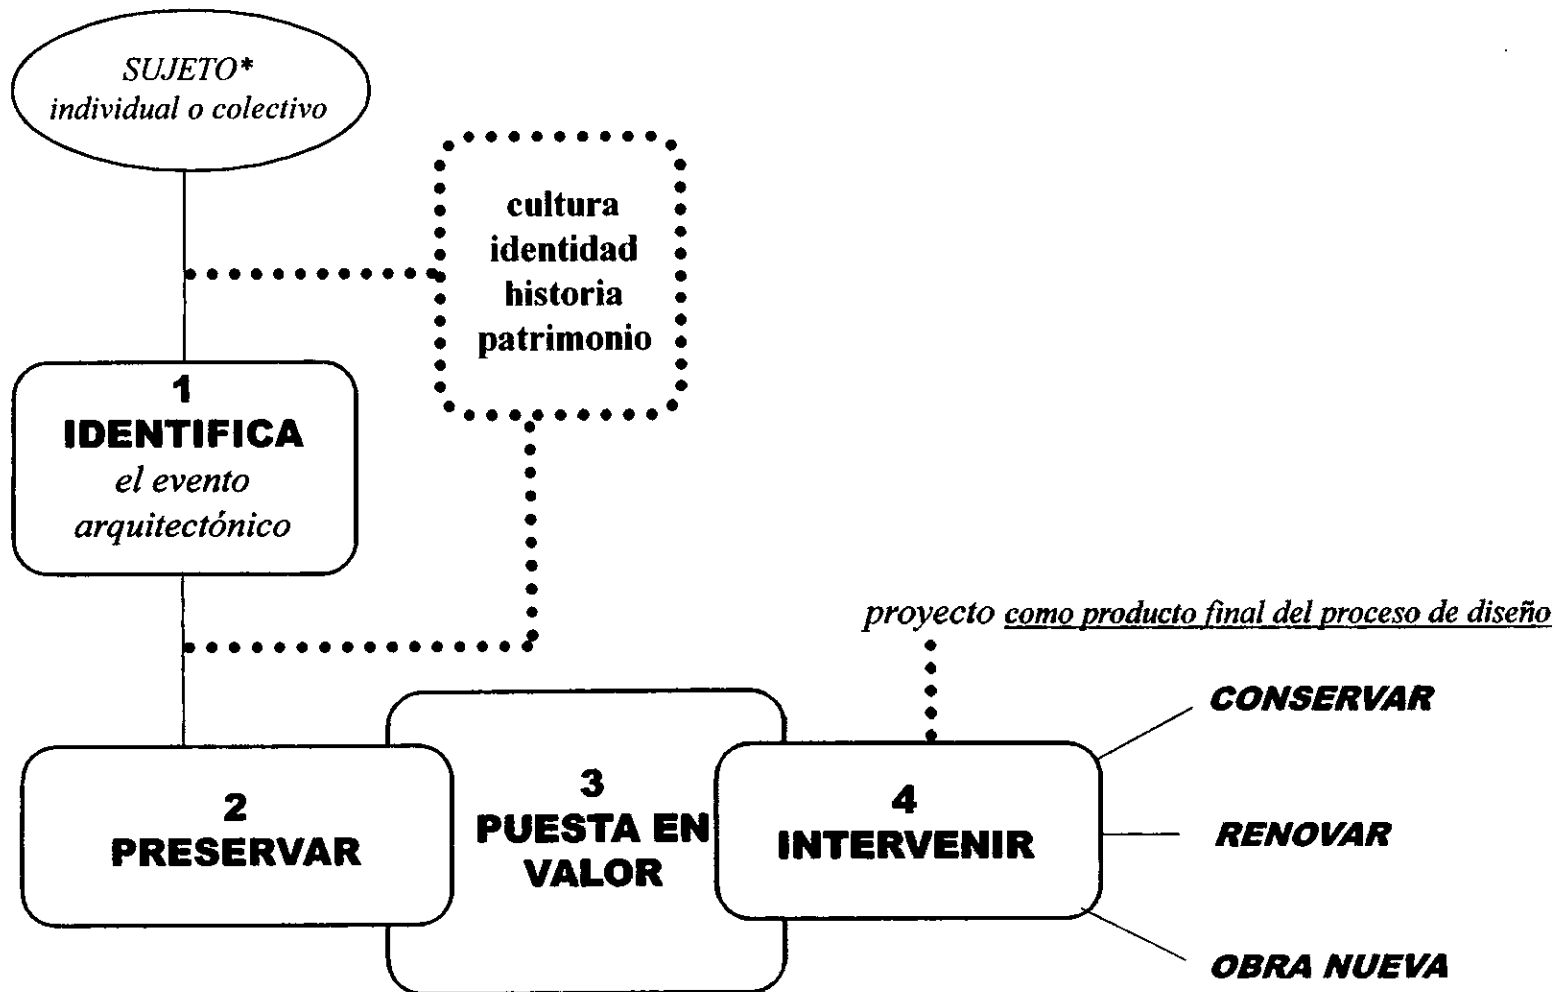 SUJETO*
individual o colectivo
cultura
identidad
historia
patrimonio
1
IDENTIFICA
el evento
arquitectónico
proyecto como producto final del proceso de diseño
2
PRESERVAR
3
PUESTA EN
VALOR
4
INTERVENIR
CONSERVAR
RENOVAR
OBRA NUEVA